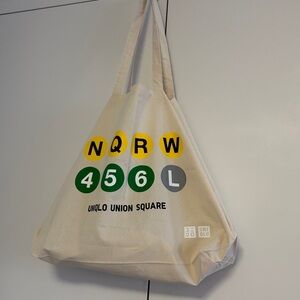 N Q R W
4 5 6 L
UNIQLO UNION SQUARE
UNI
QLO